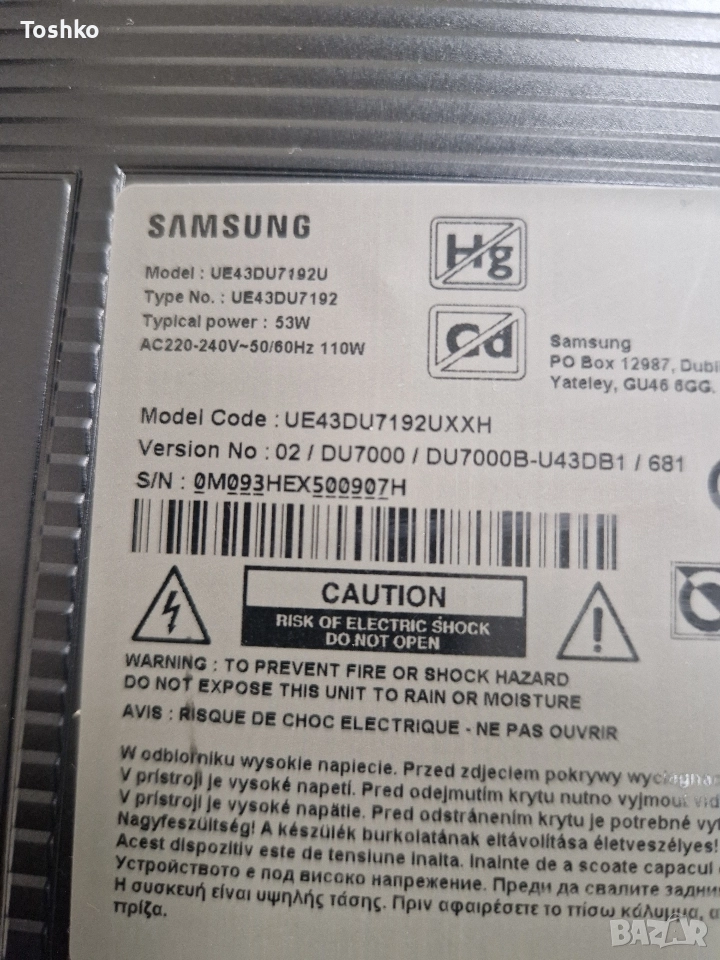 Toshko
SAMSUNG
Model : UE43DU7192U
Type No. : UE43DU7192
Typical power : 53W
AC220-240V~50/60Hz 110W
Hg
Cd
Samsung
PO Box 12987,
Yateley, GU46 6GG.
Model Code : UE43DU7192UXXH
Version No : 02 / DU7000 / DU7000B-U43DB1 / 681
S/N : 0M093HEX500907H
CAUTION
RISK OF ELECTRIC SHOCK
DO NOT OPEN
WARNING : TO PREVENT FIRE OR SHOCK HAZARD
DO NOT EXPOSE THIS UNIT TO RAIN OR MOISTURE
AVIS : RISQUE DE CHOC ELECTRIQUE - NE PAS OUVRIR
W odbiorniku wysokie napiecie. Przed zdjeciem pokrywy
V prístroji je vysoké napetí. Pred odejmutím krytu nutno vyjmout
V prístroji je vysoké napätie. Pred odstránením krytu je potrebné
Nagyfeszültség! A készülék burkolatának eltávolítása életveszélyes!
Acest dispozitiv este de tensiune inalta. Inainte de a scoate capacul
Устройството е под високо напрежение. Преди да свалите
Η συσκευή είναι υψηλής τάσης. Πριν αφαιρέσετε το πίσω κάλυμμα,
πρίζα.
BAZAR